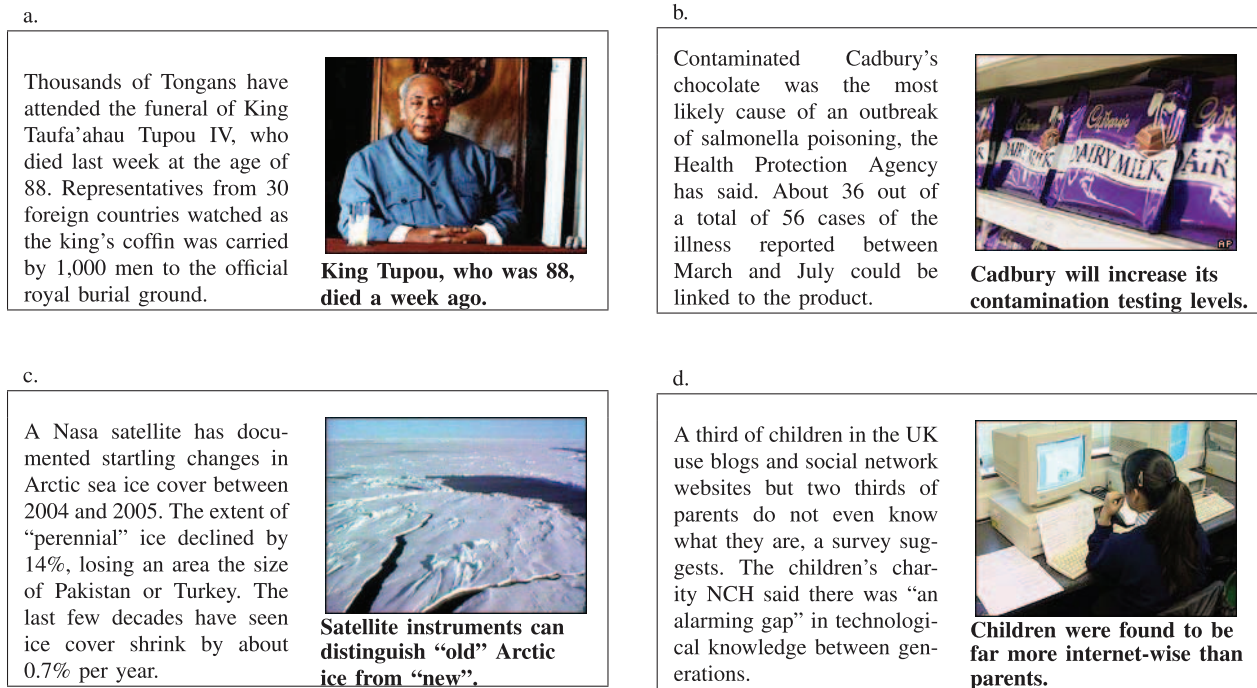 a.
Thousands of Tongans have
attended the funeral of King
Taufa'ahau Tupou IV, who
died last week at the age of
88. Representatives from 30
foreign countries watched as
the king's coffin was carried
by 1,000 men to the official
royal burial ground.
King Tupou, who was 88,
died a week ago.
b.
Contaminated Cadbury's
chocolate was the most
likely cause of an outbreak
of salmonella poisoning, the
Health Protection Agency
has said. About 36 out of
a total of 56 cases of the
illness reported between
March and July could be
linked to the product.
Cadbury's
Cadbury's
DAIRY MILK
DAIRY MILK
DAIR
AP
Cadbury will increase its
contamination testing levels.
c.
A Nasa satellite has docu-
mented startling changes in
Arctic sea ice cover between
2004 and 2005. The extent of
"perennial" ice declined by
14%, losing an area the size
of Pakistan or Turkey. The
last few decades have seen
ice cover shrink by about
0.7% per year.
Satellite instruments can
distinguish "old" Arctic
ice from "new".
d.
A third of children in the UK
use blogs and social network
websites but two thirds of
parents do not even know
what they are, a survey sug-
gests. The children's char-
ity NCH said there was "an
alarming gap" in technologi-
cal knowledge between gen-
erations.
Children were found to be
far more internet-wise than
parents.